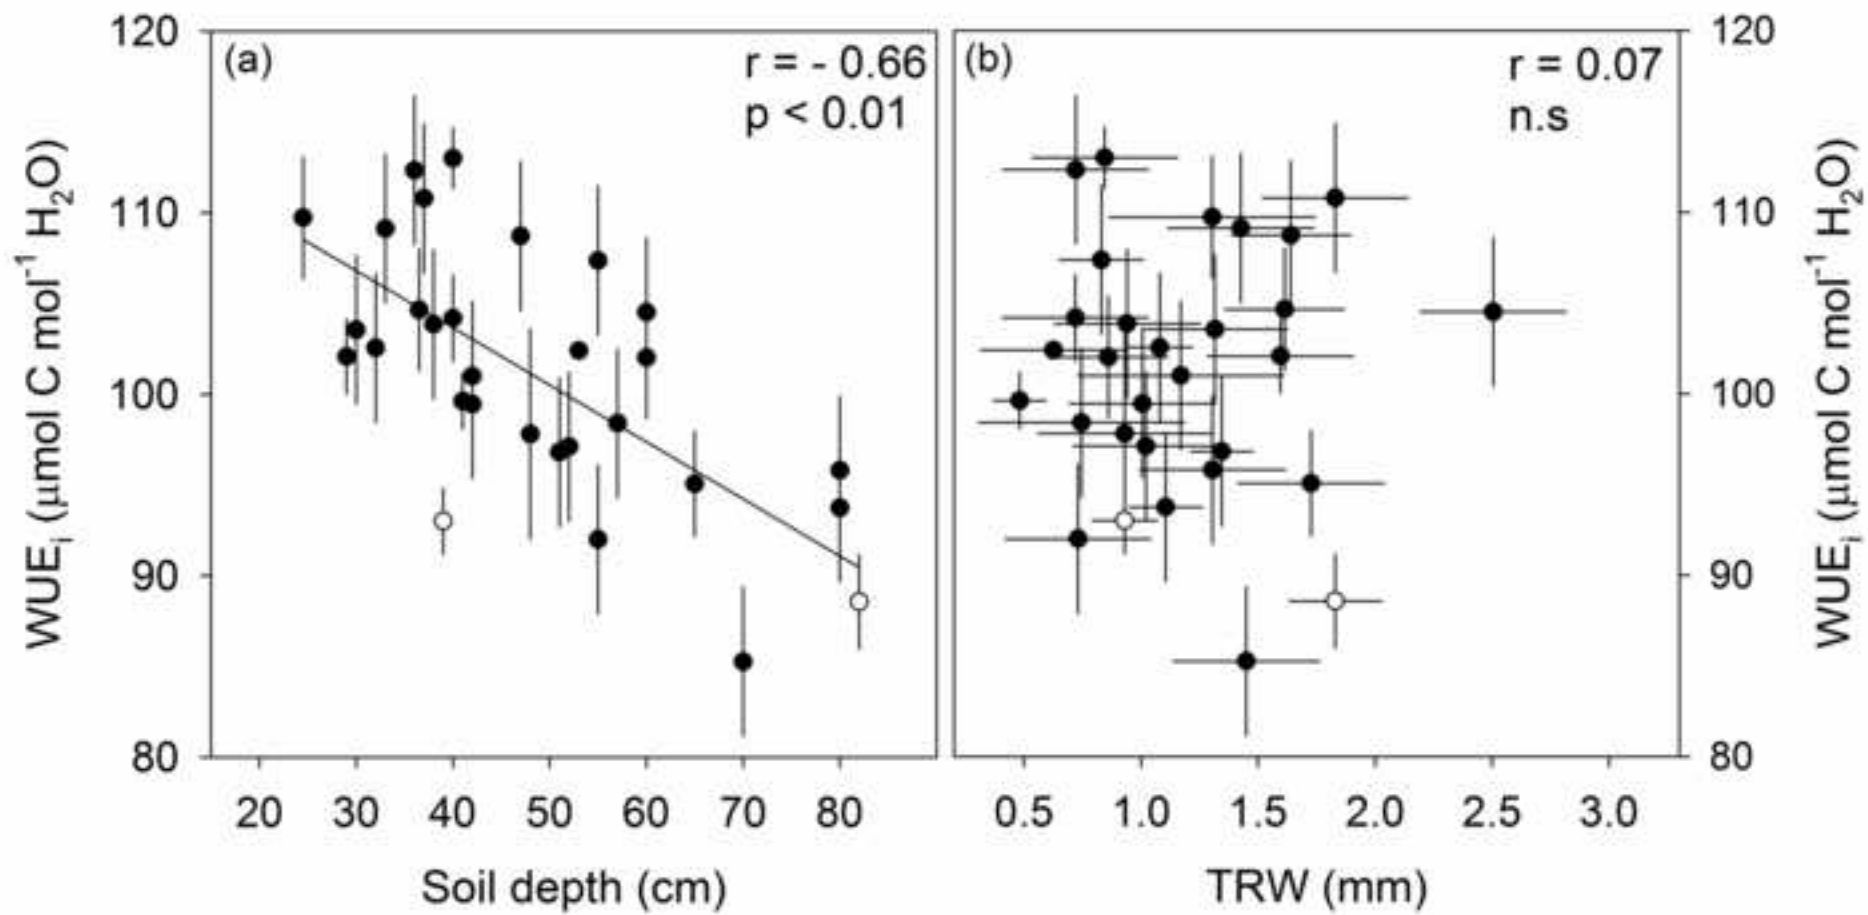 (a)
r = - 0.66
p < 0.01
(b)
r = 0.07
n.s
120
110
100
90
80
WUEi (μmol C mol-1 H2O)
20 30 40 50 60 70 80
Soil depth (cm)
0.5 1.0 1.5 2.0 2.5 3.0
TRW (mm)
120
110
100
90
80
WUEi (μmol C mol-1 H2O)